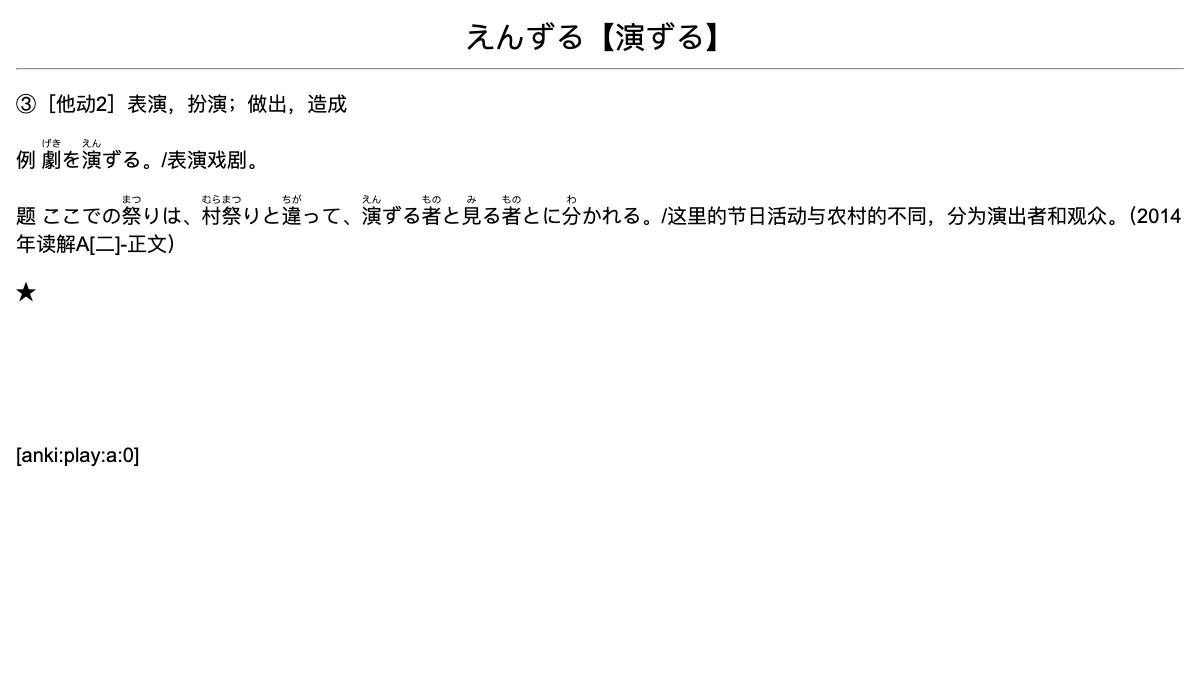 えんずる【演ずる】
③［他动2］表演，扮演；做出，造成
げき えん
例 劇を演ずる。/表演戏剧。
まつ むらまつ ちが えん もの み もの わ
题 ここでの祭りは、村祭りと違って、演ずる者と見る者とに分かれる。/这里的节日活动与农村的不同，分为演出者和观众。（2014
年读解A[二]-正文）
★
[anki:play:a:0]